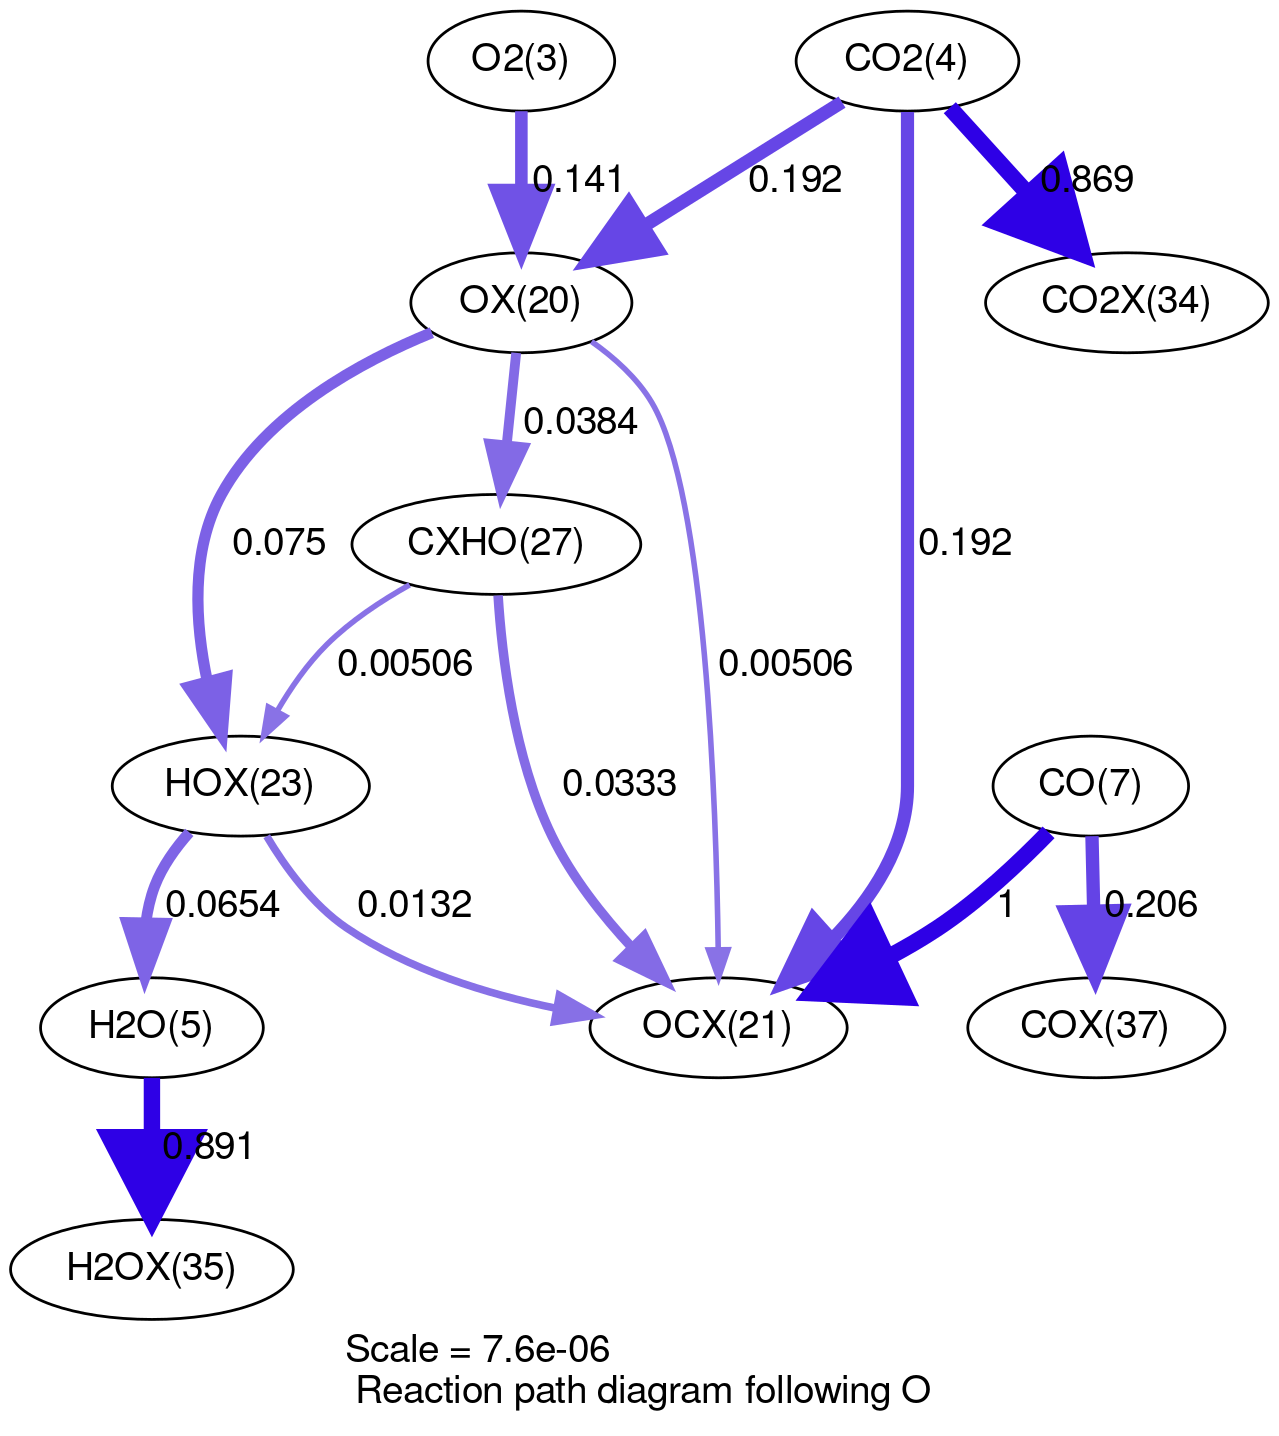 O2(3)
CO2(4)
0.141
0.192
0.869
OX(20)
CO2X(34)
0.0384
CXHO(27)
0.075
0.192
0.00506
0.00506
HOX(23)
0.0333
CO(7)
0.0654
0.0132
1
0.206
H2O(5)
OCX(21)
COX(37)
0.891
H2OX(35)
Scale = 7.6e-06
Reaction path diagram following O